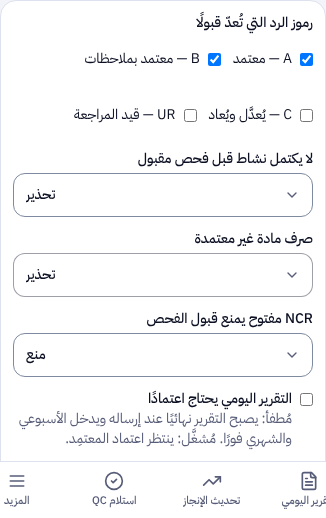 رموز الرد التي تُعدّ قبولًا
A — معتمد
B — معتمد بملاحظات
C — يُعدَّل ويُعاد
UR — قيد المراجعة
لا يكتمل نشاط قبل فحص مقبول
تحذير
صرف مادة غير معتمدة
تحذير
NCR مفتوح يمنع قبول الفحص
منع
التقرير اليومي يحتاج اعتمادًا
مُطفأ: يصبح التقرير نهائيًا عند إرساله ويدخل الأسبوعي
والشهري فورًا. مُشغَّل: ينتظر اعتماد المعتمِد.
قرير اليومي
تحديث الإنجاز
استلام QC
المزيد